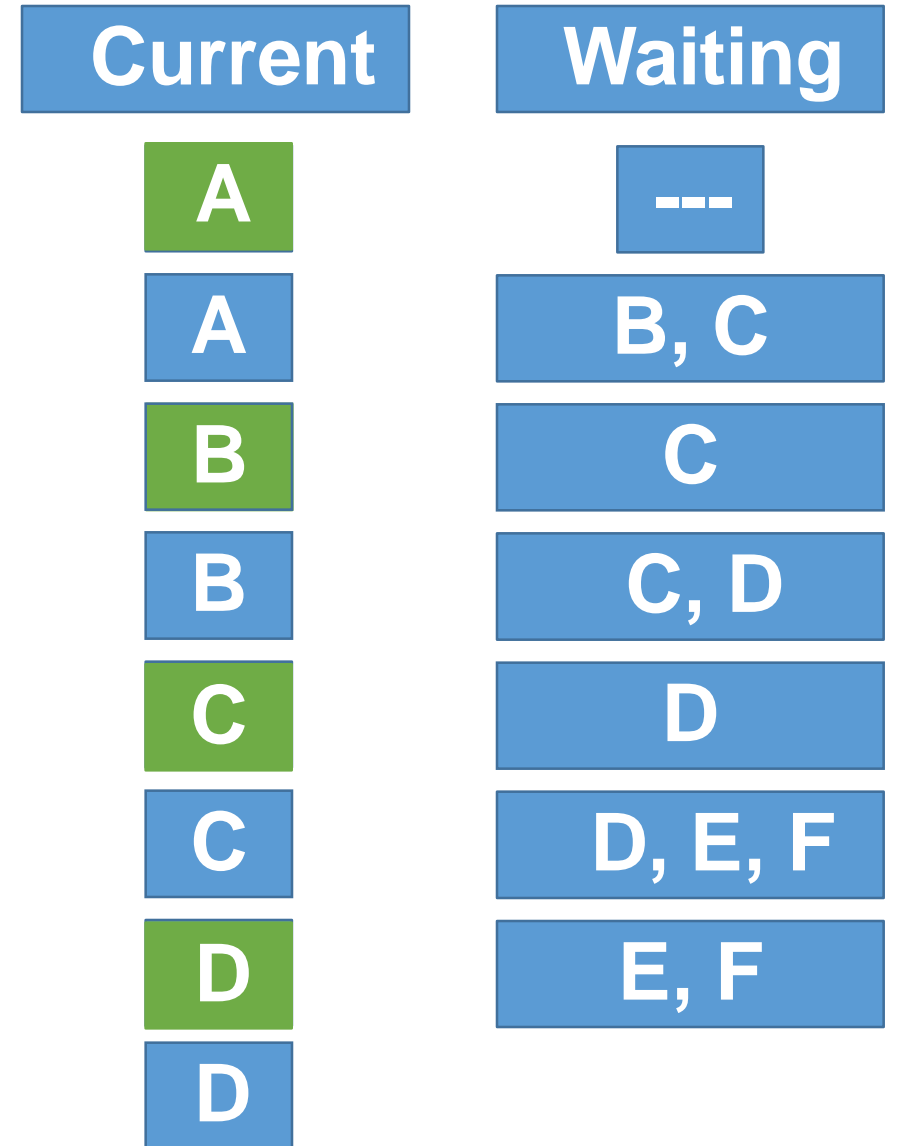 Current Waiting
A ---
A B, C
B C
B C, D
C D
C D, E, F
D E, F
D